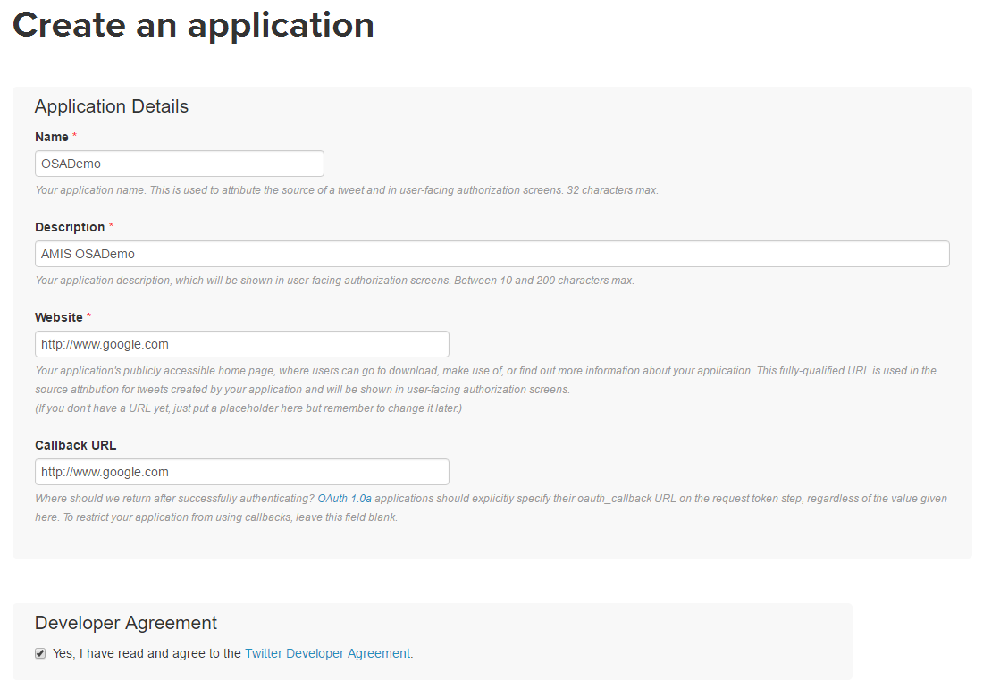 Create an application
Application Details
Name *
OSADemo
Your application name. This is used to attribute the source of a tweet and in user-facing authorization screens. 32 characters max.
Description *
AMIS OSADemo
Your application description, which will be shown in user-facing authorization screens. Between 10 and 200 characters max.
Website *
http://www.google.com
Your application's publicly accessible home page, where users can go to download, make use of, or find out more information about your application. This fully-qualified URL is used in the
source attribution for tweets created by your application and will be shown in user-facing authorization screens.
(If you don't have a URL yet, just put a placeholder here but remember to change it later.)
Callback URL
http://www.google.com
Where should we return after successfully authenticating? OAuth 1.0a applications should explicitly specify their oauth_callback URL on the request token step, regardless of the value given
here. To restrict your application from using callbacks, leave this field blank.
Developer Agreement
Yes, I have read and agree to the Twitter Developer Agreement.